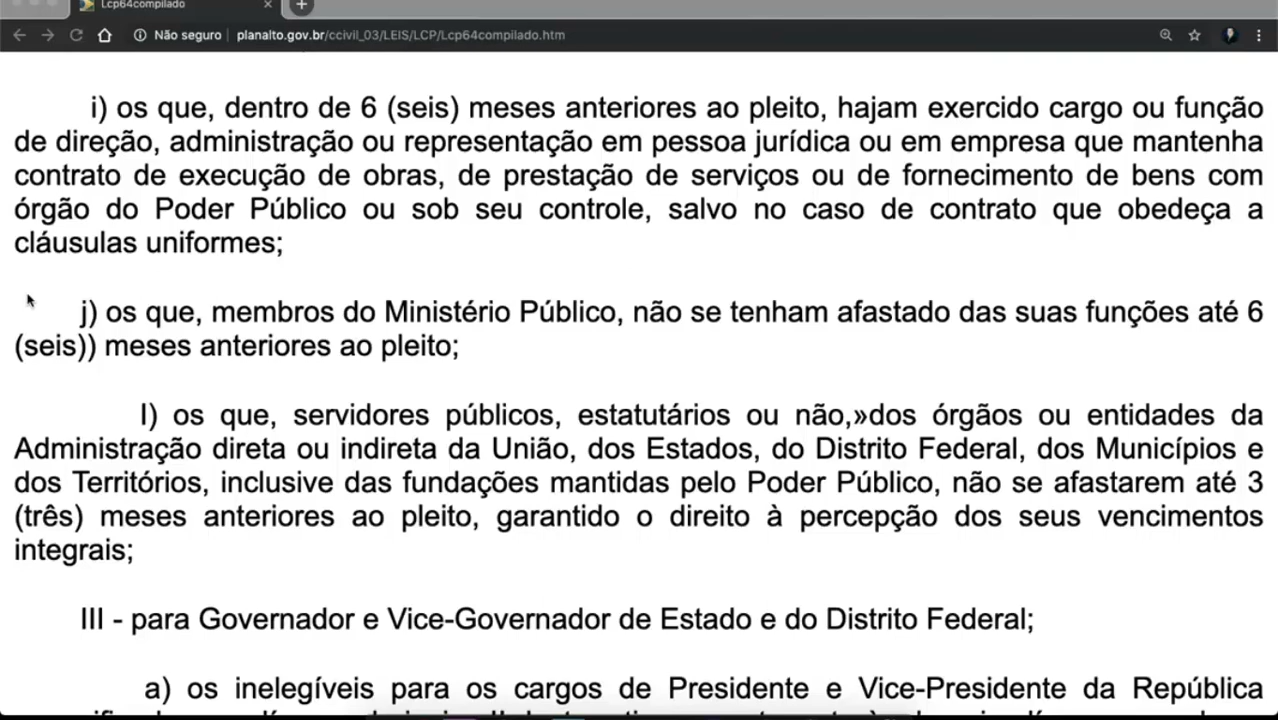 Lcp64compilado
Não seguro planalto.gov.br/ccivil_03/LEIS/LCP/Lcp64compilado.htm
i) os que, dentro de 6 (seis) meses anteriores ao pleito, hajam exercido cargo ou função
de direção, administração ou representação em pessoa jurídica ou em empresa que mantenha
contrato de execução de obras, de prestação de serviços ou de fornecimento de bens com
órgão do Poder Público ou sob seu controle, salvo no caso de contrato que obedeça a
cláusulas uniformes;
j) os que, membros do Ministério Público, não se tenham afastado das suas funções até 6
(seis)) meses anteriores ao pleito;
I) os que, servidores públicos, estatutários ou não,»dos órgãos ou entidades da
Administração direta ou indireta da União, dos Estados, do Distrito Federal, dos Municípios e
dos Territórios, inclusive das fundações mantidas pelo Poder Público, não se afastarem até 3
(três) meses anteriores ao pleito, garantido o direito à percepção dos seus vencimentos
integrais;
III - para Governador e Vice-Governador de Estado e do Distrito Federal;
a) os inelegíveis para os cargos de Presidente e Vice-Presidente da República